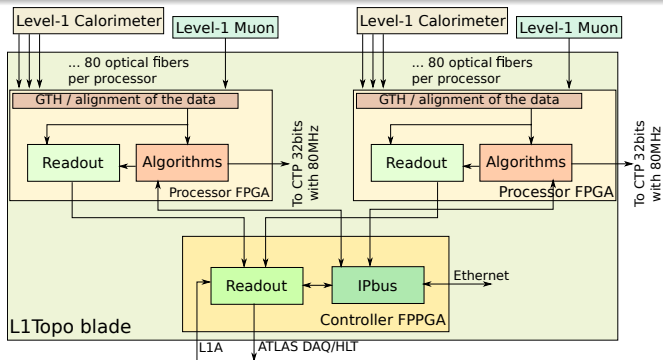 Level-1 Calorimeter
Level-1 Muon
... 80 optical fibers
per processor
GTH / alignment of the data
Readout
Algorithms
Processor FPGA
To CTP 32bits
with 80MHz
Level-1 Calorimeter
Level-1 Muon
... 80 optical fibers
per processor
GTH / alignment of the data
Readout
Algorithms
Processor FPGA
To CTP 32bits
with 80MHz
Readout
IPbus
Ethernet
Controller FPPGA
L1Topo blade
L1A
ATLAS DAQ/HLT